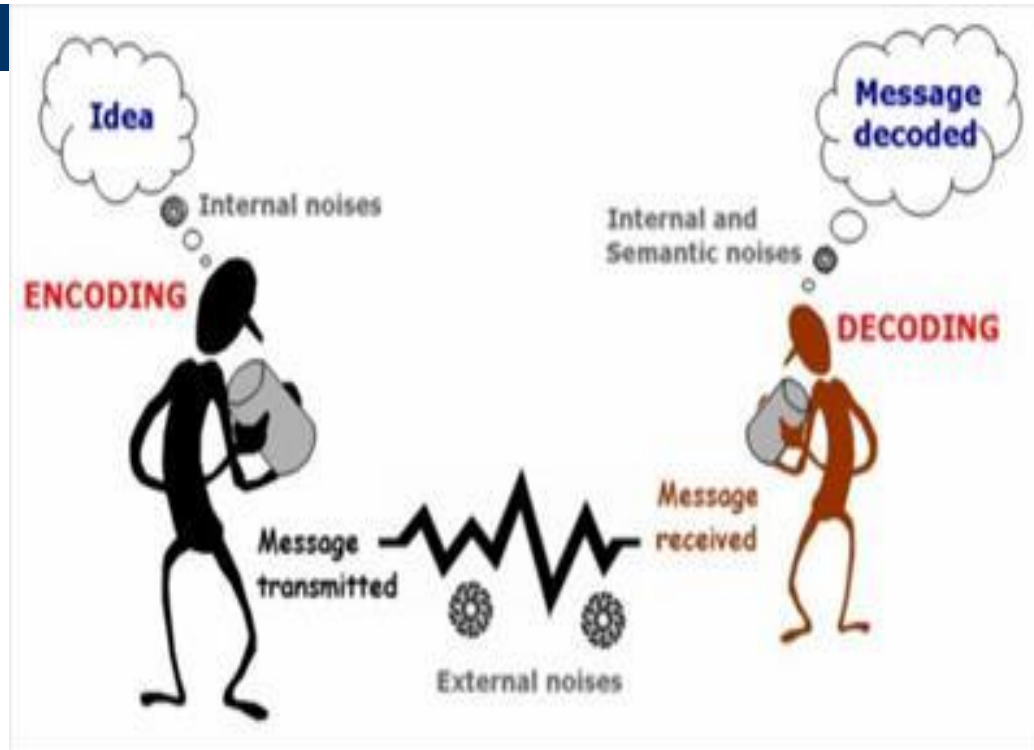 Idea
Internal noises
ENCODING
Message
transmitted
External noises
Message
received
Internal and
Semantic noises
DECODING
Message
decoded